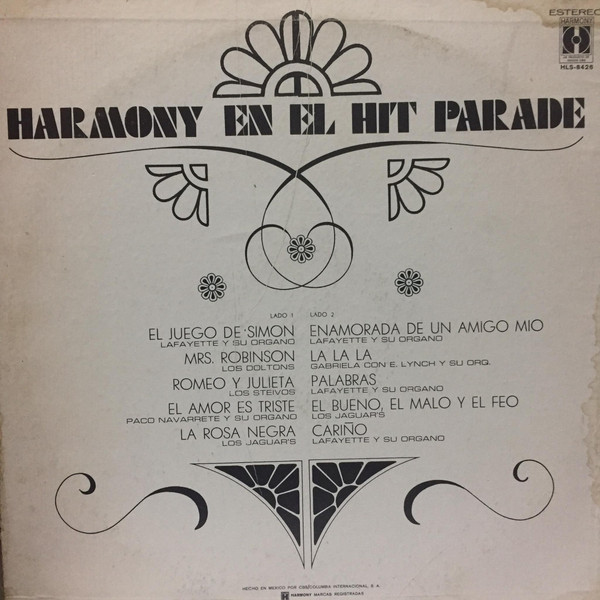 ESTEREO
HARMONY
HLS-8426
HARMONY EN EL HIT PARADE
LADO 1
EL JUEGO DE SIMON
LAFAYETTE Y SU ORGANO
MRS. ROBINSON
LOS DOLTONS
ROMEO Y JULIETA
LOS STEIVOS
EL AMOR ES TRISTE
PACO NAVARRETE Y SU ORGANO
LA ROSA NEGRA
LOS JAGUAR'S
LADO 2
ENAMORADA DE UN AMIGO MIO
LAFAYETTE Y SU ORGANO
LA LA LA
GABRIELA CON E. LYNCH Y SU ORQ.
PALABRAS
LAFAYETTE Y SU ORGANO
EL BUENO, EL MALO Y EL FEO
LOS JAGUAR'S
CARIÑO
LAFAYETTE Y SU ORGANO
HECHO EN MEXICO POR CBS/COLUMBIA INTERNACIONAL, S. A.
HARMONY MARCAS REGISTRADAS